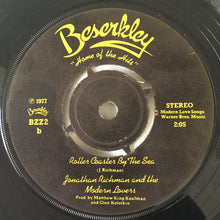 Beserkley
"Home of the Hits"
℗ 1977
BZZ2
b
STEREO
Modern Love Songs
Warner Bros. Music
2:05
Roller Coaster By The Sea
(J Richman)
Jonathan Richman and the
Modern Lovers
Prod by Matthew King Kaufman
and Glen Kolotkin